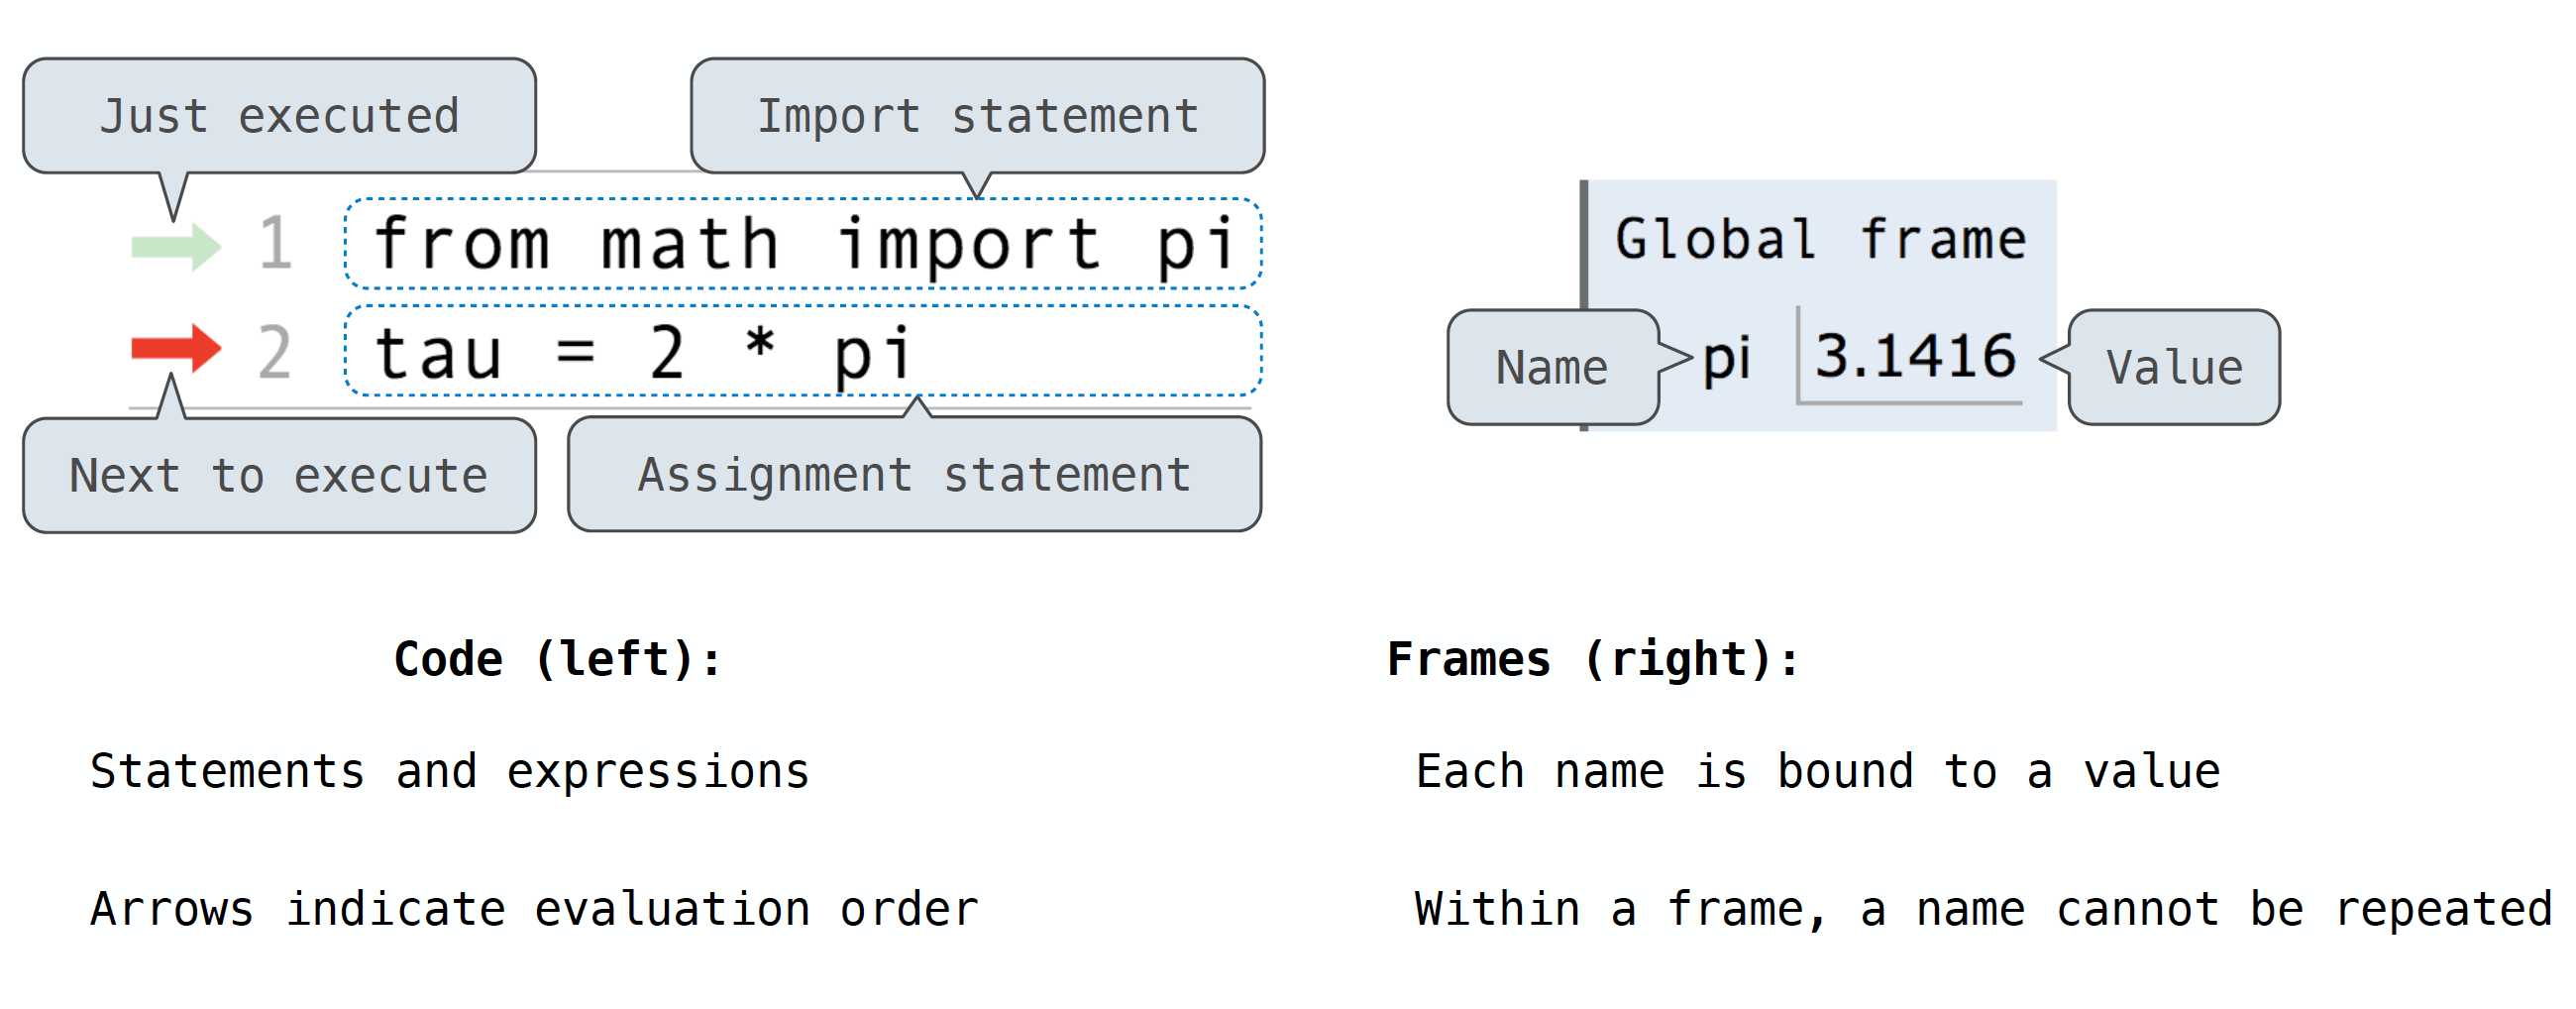 Just executed
Import statement
1 from math import pi
2 tau = 2 * pi
Next to execute
Assignment statement
Global frame
Name
pi 3.1416
Value
Code (left):
Statements and expressions
Arrows indicate evaluation order
Frames (right):
Each name is bound to a value
Within a frame, a name cannot be repeated